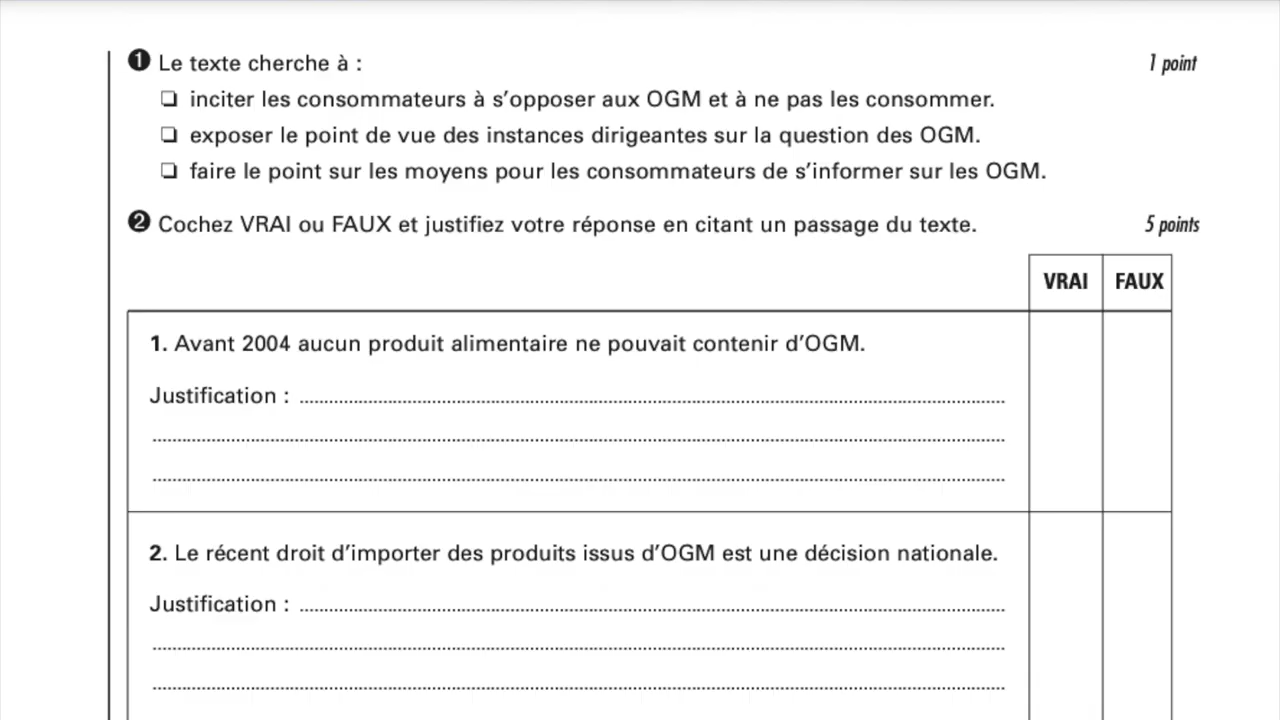 ❶ Le texte cherche à : 1 point
❏ inciter les consommateurs à s’opposer aux OGM et à ne pas les consommer.
❏ exposer le point de vue des instances dirigeantes sur la question des OGM.
❏ faire le point sur les moyens pour les consommateurs de s’informer sur les OGM.
❷ Cochez VRAI ou FAUX et justifiez votre réponse en citant un passage du texte. 5 points
VRAI FAUX
1. Avant 2004 aucun produit alimentaire ne pouvait contenir d’OGM.
Justification :
2. Le récent droit d’importer des produits issus d’OGM est une décision nationale.
Justification :